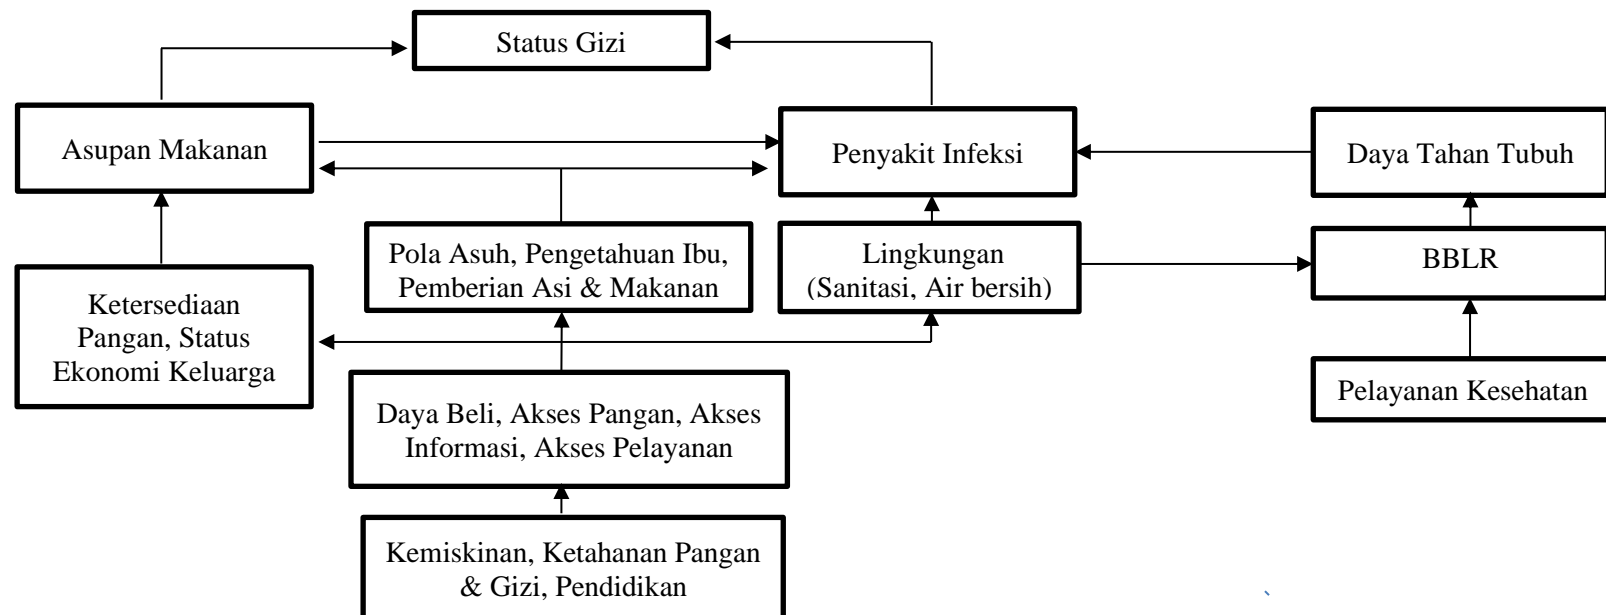 Status Gizi
Asupan Makanan
Penyakit Infeksi
Daya Tahan Tubuh
Pola Asuh, Pengetahuan Ibu,
Pemberian Asi & Makanan
Lingkungan
(Sanitasi, Air bersih)
BBLR
Ketersediaan
Pangan, Status
Ekonomi Keluarga
Pelayanan Kesehatan
Daya Beli, Akses Pangan, Akses
Informasi, Akses Pelayanan
Kemiskinan, Ketahanan Pangan
& Gizi, Pendidikan